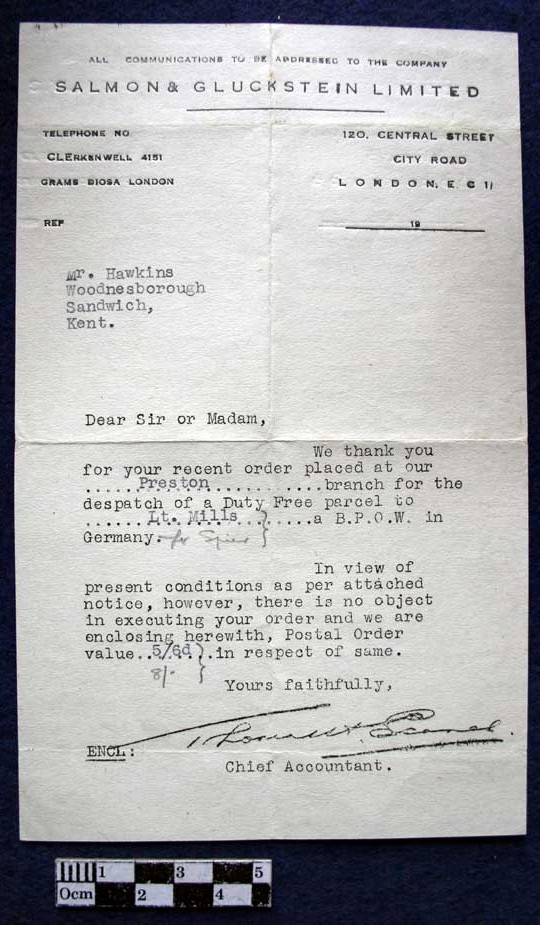 ALL COMMUNICATIONS TO BE ADDRESSED TO THE COMPANY
SALMON & GLUCKSTEIN LIMITED
TELEPHONE NO
CLERKENWELL 4151
GRAMS DIOSA LONDON
REF
120, CENTRAL STREET
CITY ROAD
LONDON, E C 1
19
Mr. Hawkins
Woodnesborough
Sandwich,
Kent.
Dear Sir or Madam,
We thank you
for your recent order placed at our
......Preston...........branch for the
despatch of a Duty Free parcel to
......Lt. Mills }......a B.P.O.W. in
Germany. }
In view of
present conditions as per attached
notice, however, there is no object
in executing your order and we are
enclosing herewith, Postal Order
value..5/6d}..in respect of same.
8/- }
Yours faithfully,
ENCL:
Chief Accountant.
0cm 1 2 3 4 5